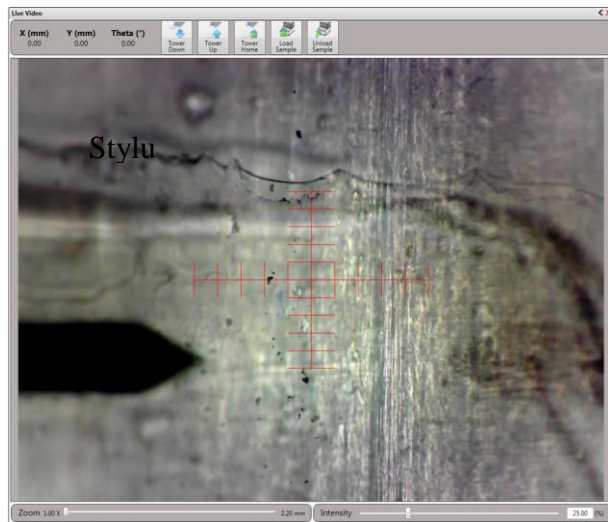 Live Video
X (mm) Y (mm) Theta (°)
0.00 0.00 0.00
Tower Down
Tower Up
Tower Home
Load Sample
Unload Sample
Stylu
Zoom 1.00 X 2.20 mm Intensity 25.00 (%)